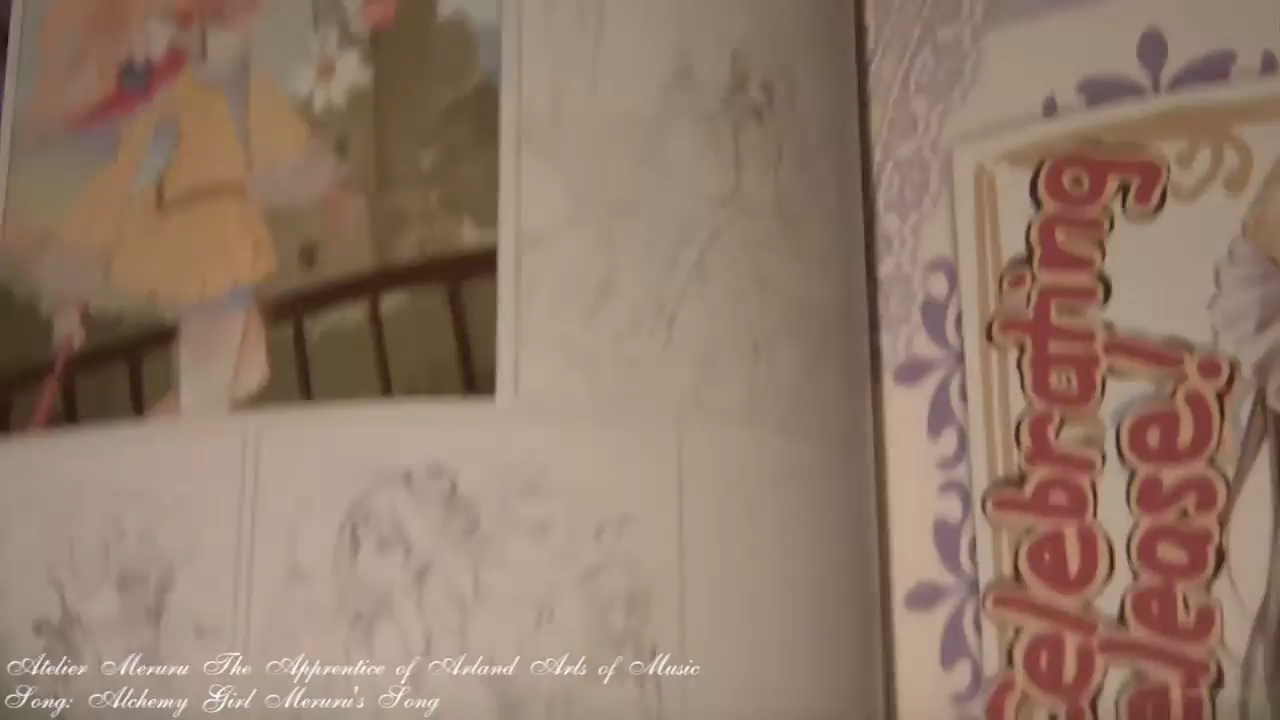 Celebrating
Release!
Atelier Meruru The Apprentice of Arland Arts of Music
Song: Alchemy Girl Meruru's Song